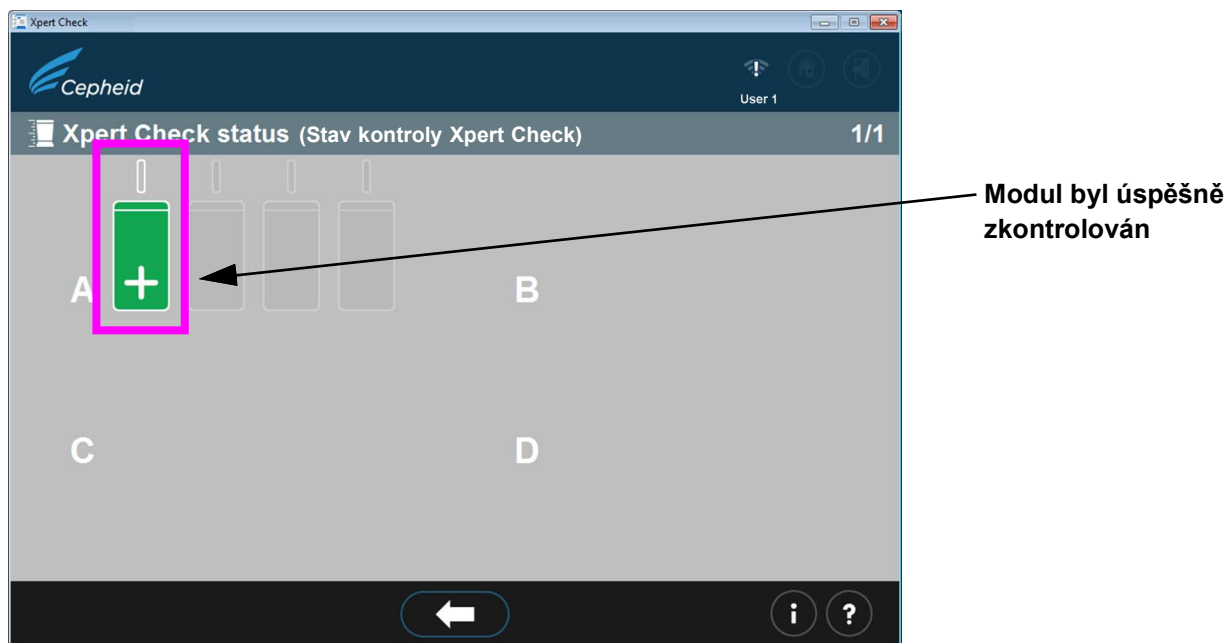 Xpert Check
Cepheid
User 1
Xpert Check status (Stav kontroly Xpert Check)
1/1
Modul byl úspěšně
zkontrolován
A
B
C
D
i
?